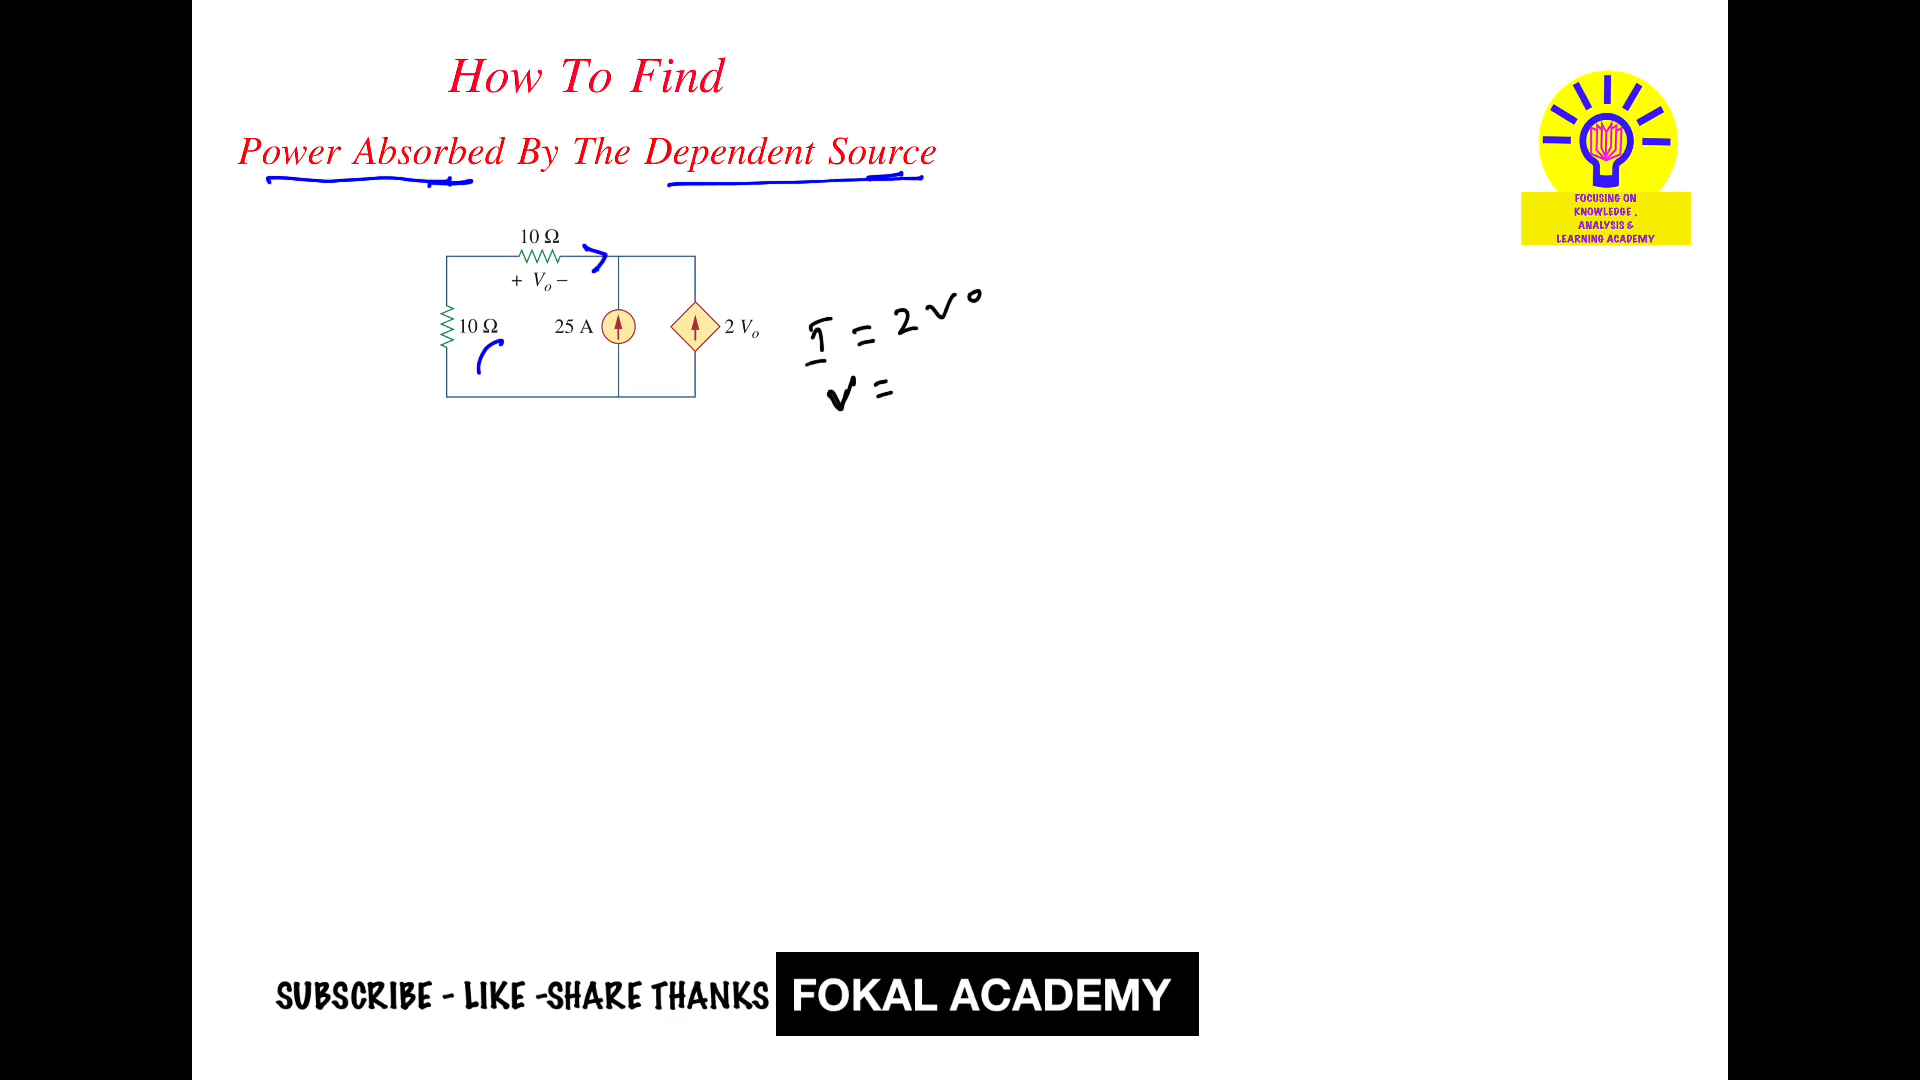 How To Find
Power Absorbed By The Dependent Source
10 Ω
+ Vo −
10 Ω
25 A
2 Vo
I = 2Vo
V =
FOCUSING ON
KNOWLEDGE ,
ANALYSIS &
LEARNING ACADEMY
SUBSCRIBE - LIKE -SHARE THANKS
FOKAL ACADEMY